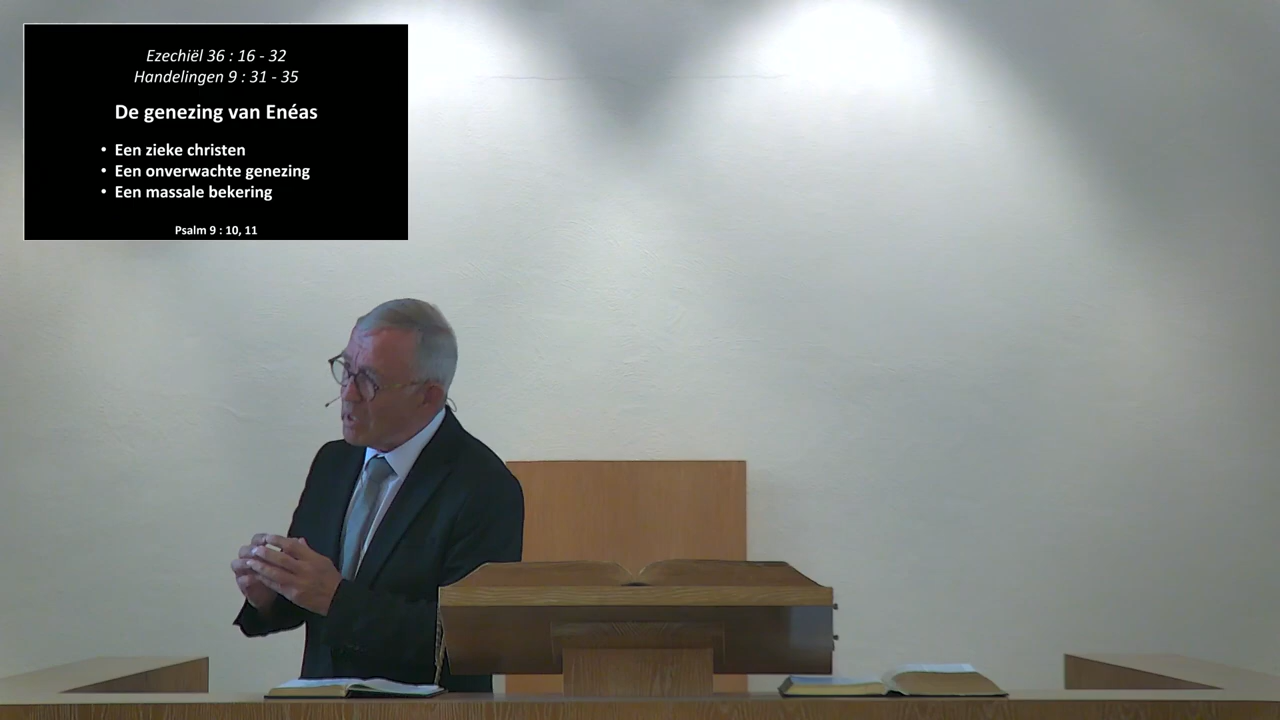 Ezechiël 36 : 16 - 32
Handelingen 9 : 31 - 35
De genezing van Enéas
• Een zieke christen
• Een onverwachte genezing
• Een massale bekering
Psalm 9 : 10, 11